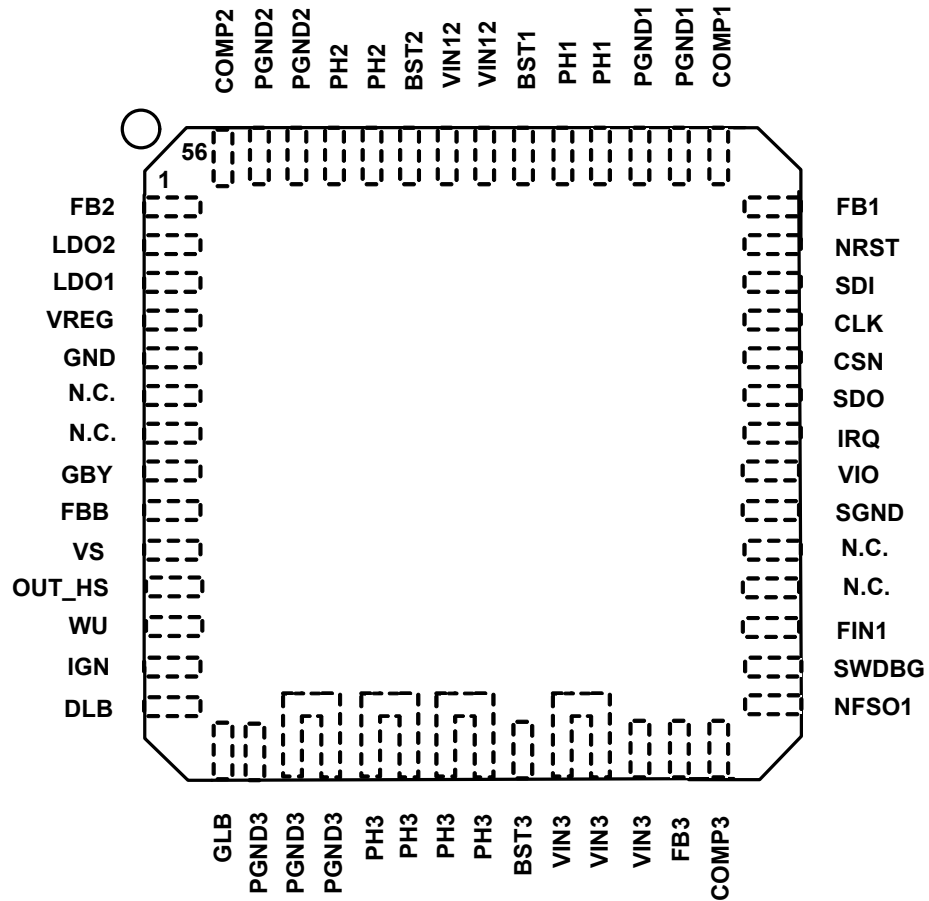 COMP2
PGND2
PGND2
PH2
PH2
BST2
VIN12
VIN12
BST1
PH1
PH1
PGND1
PGND1
COMP1
56
1
FB2
LDO2
LDO1
VREG
GND
N.C.
N.C.
GBY
FBB
VS
OUT_HS
WU
IGN
DLB
FB1
NRST
SDI
CLK
CSN
SDO
IRQ
VIO
SGND
N.C.
N.C.
FIN1
SWDBG
NFSO1
GLB
PGND3
PGND3
PGND3
PH3
PH3
PH3
PH3
BST3
VIN3
VIN3
VIN3
FB3
COMP3